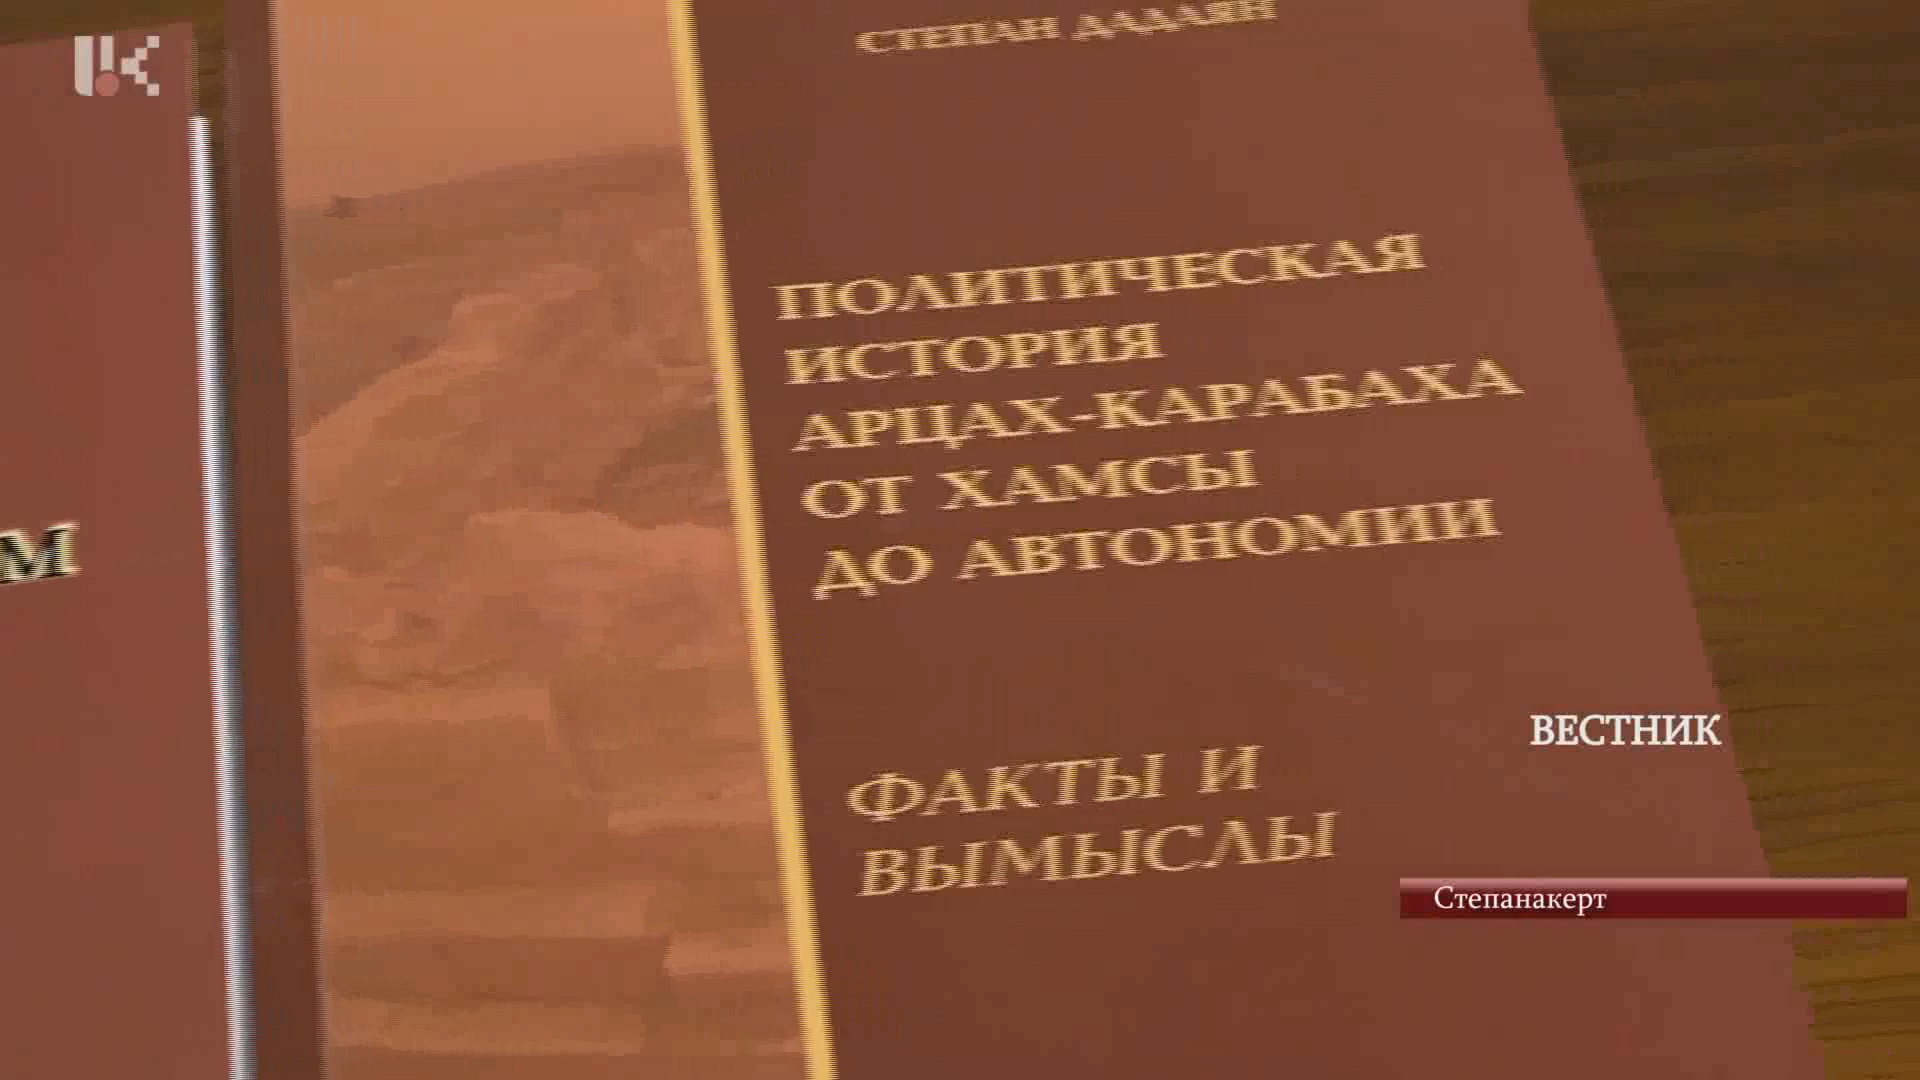 СТЕПАН ДАДАЯН
ПОЛИТИЧЕСКАЯ
ИСТОРИЯ
АРЦАХ-КАРАБАХА
ОТ ХАМСЫ
ДО АВТОНОМИИ
ФАКТЫ И
ВЫМЫСЛЫ
ВЕСТНИК
Степанакерт